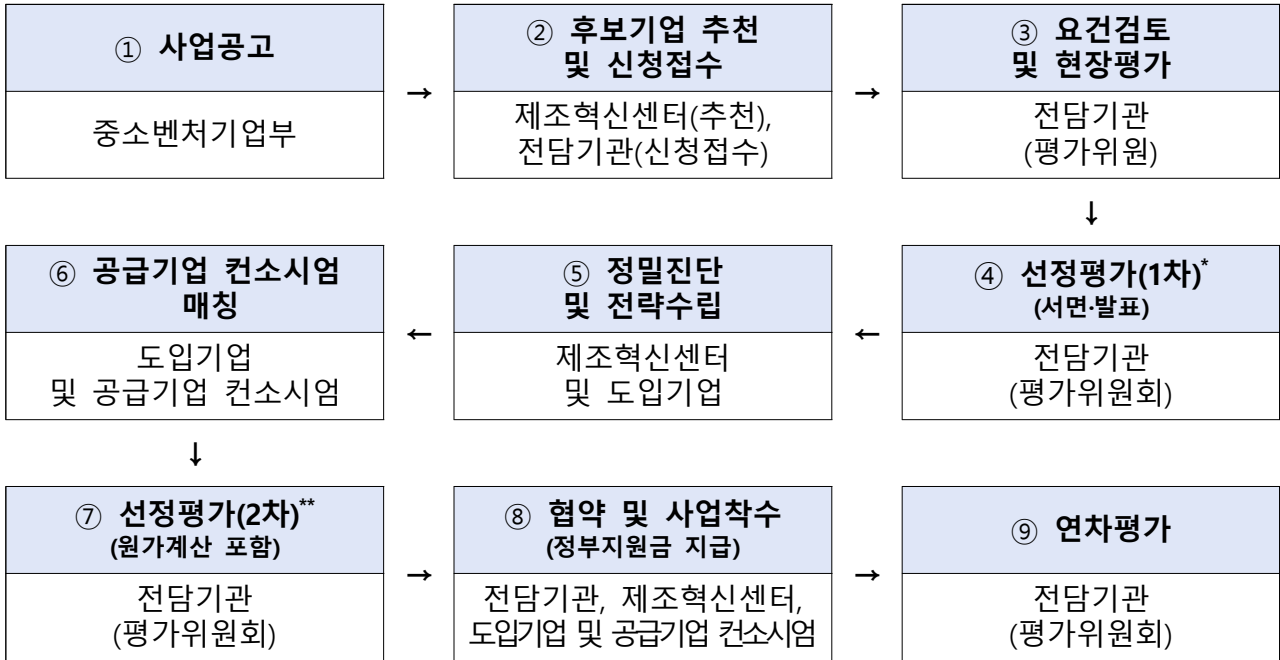 ① 사업공고
중소벤처기업부
→
② 후보기업 추천
및 신청접수
제조혁신센터(추천),
전담기관(신청접수)
→
③ 요건검토
및 현장평가
전담기관
(평가위원)
↓
④ 선정평가(1차)*
(서면·발표)
전담기관
(평가위원회)
←
⑤ 정밀진단
및 전략수립
제조혁신센터
및 도입기업
←
⑥ 공급기업 컨소시엄
매칭
도입기업
및 공급기업 컨소시엄
↓
⑦ 선정평가(2차)**
(원가계산 포함)
전담기관
(평가위원회)
→
⑧ 협약 및 사업착수
(정부지원금 지급)
전담기관, 제조혁신센터,
도입기업 및 공급기업 컨소시엄
→
⑨ 연차평가
전담기관
(평가위원회)